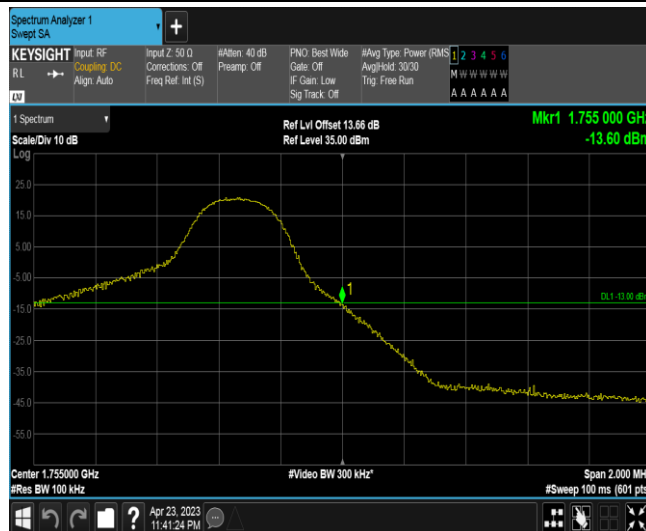 Spectrum Analyzer 1
Swept SA
KEYSIGHT
RL
LXI
Input: RF
Coupling: DC
Align: Auto
Input Z: 50 Ω
Corrections: Off
Freq Ref: Int (S)
#Atten: 40 dB
Preamp: Off
PNO: Best Wide
Gate: Off
IF Gain: Low
Sig Track: Off
#Avg Type: Power (RMS
Avg|Hold: 30/30
Trig: Free Run
1 2 3 4 5 6
M W W W W W
A A A A A A
1 Spectrum
Scale/Div 10 dB
Log
Ref Lvl Offset 13.66 dB
Ref Level 35.00 dBm
Mkr1 1.755 000 GHz
-13.60 dBm
25.0
15.0
5.00
-5.00
-15.0
-25.0
-35.0
-45.0
-55.0
1
DL1 -13.00 dBm
Center 1.755000 GHz
#Res BW 100 kHz
#Video BW 300 kHz*
Span 2.000 MH
#Sweep 100 ms (601 pts
?
Apr 23, 2023
11:41:24 PM